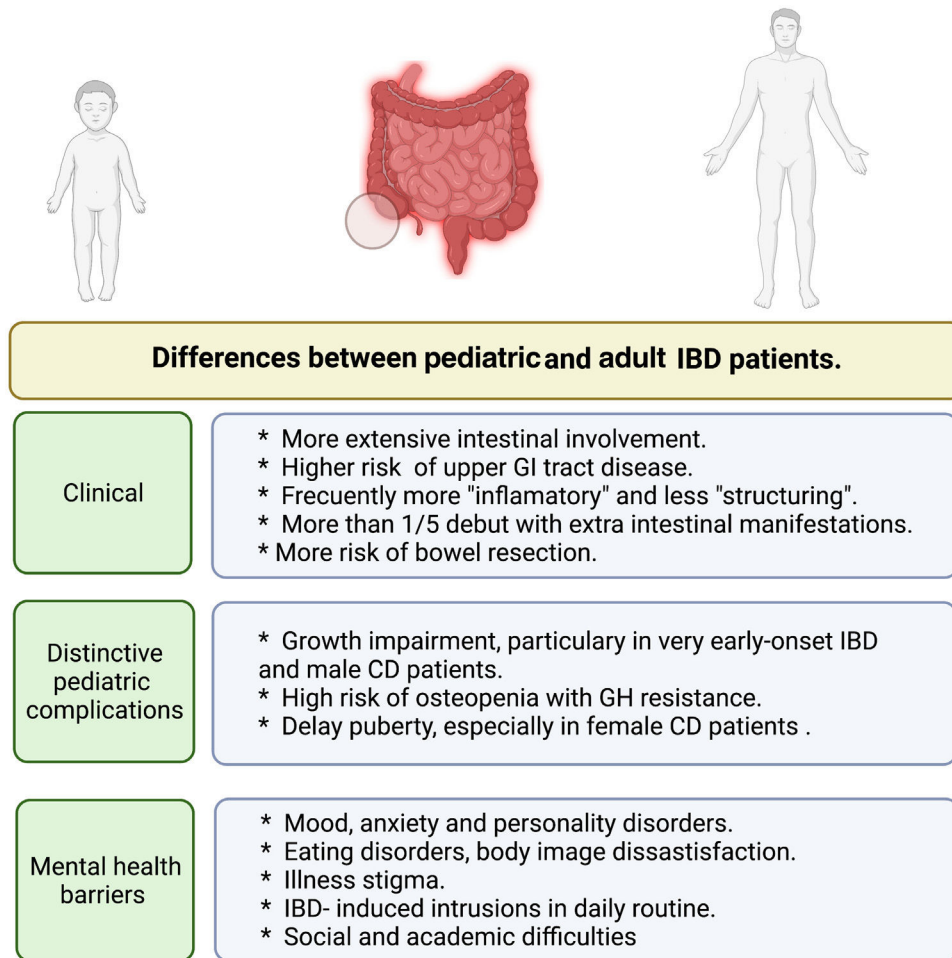 Differences between pediatric and adult IBD patients.
Clinical
* More extensive intestinal involvement.
* Higher risk of upper GI tract disease.
* Frecuently more "inflamatory" and less "structuring".
* More than 1/5 debut with extra intestinal manifestations.
* More risk of bowel resection.
Distinctive
pediatric
complications
* Growth impairment, particulary in very early-onset IBD
and male CD patients.
* High risk of osteopenia with GH resistance.
* Delay puberty, especially in female CD patients .
Mental health
barriers
* Mood, anxiety and personality disorders.
* Eating disorders, body image dissastisfaction.
* Illness stigma.
* IBD- induced intrusions in daily routine.
* Social and academic difficulties